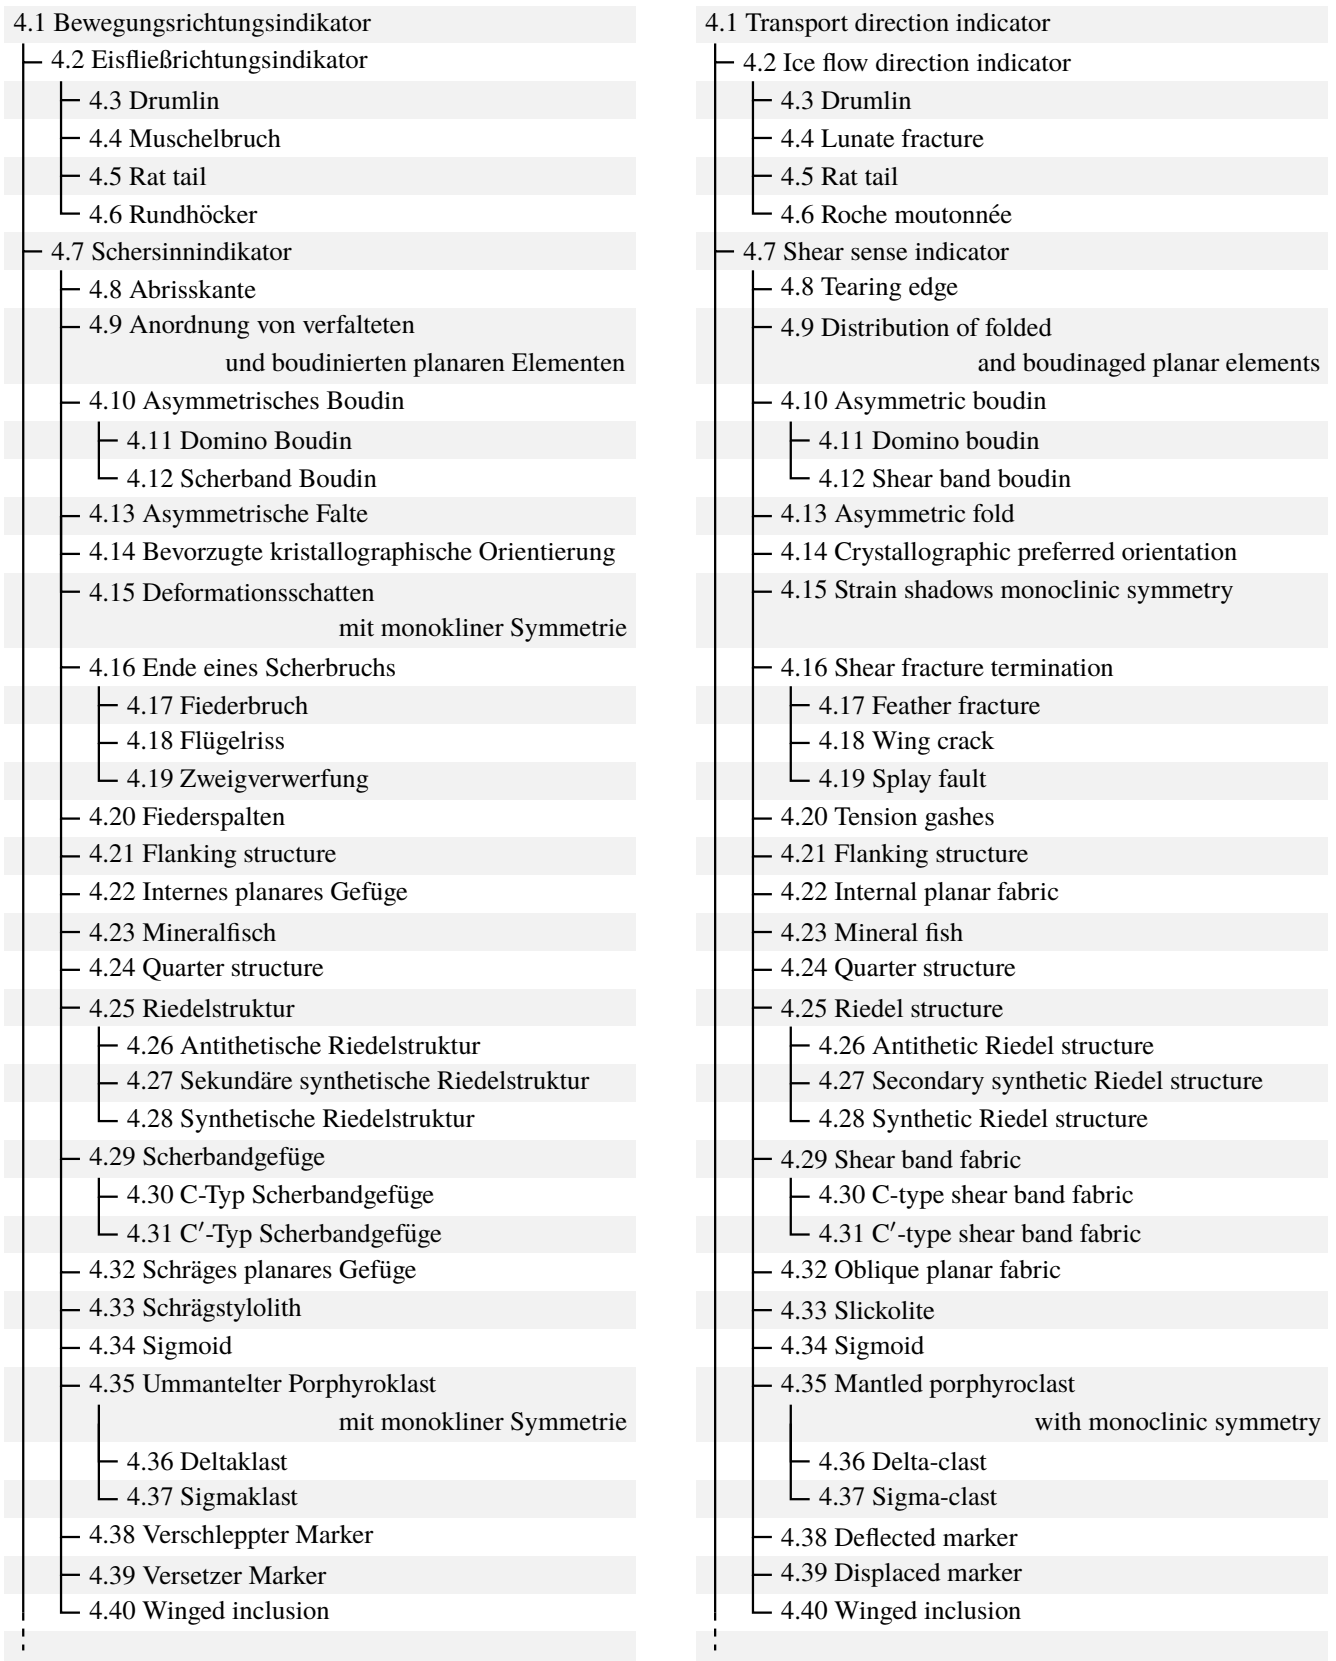 4.1 Bewegungsrichtungsindikator
4.2 Eisfließrichtungsindikator
4.3 Drumlin
4.4 Muschelbruch
4.5 Rat tail
4.6 Rundhöcker
4.7 Schersinnindikator
4.8 Abrisskante
4.9 Anordnung von verfalteten
und boudinierten planaren Elementen
4.10 Asymmetrisches Boudin
4.11 Domino Boudin
4.12 Scherband Boudin
4.13 Asymmetrische Falte
4.14 Bevorzugte kristallographische Orientierung
4.15 Deformationsschatten
mit monokliner Symmetrie
4.16 Ende eines Scherbruchs
4.17 Fiederbruch
4.18 Flügelriss
4.19 Zweigverwerfung
4.20 Fiederspalten
4.21 Flanking structure
4.22 Internes planares Gefüge
4.23 Mineralfisch
4.24 Quarter structure
4.25 Riedelstruktur
4.26 Antithetische Riedelstruktur
4.27 Sekundäre synthetische Riedelstruktur
4.28 Synthetische Riedelstruktur
4.29 Scherbandgefüge
4.30 C-Typ Scherbandgefüge
4.31 C′-Typ Scherbandgefüge
4.32 Schräges planares Gefüge
4.33 Schrägstylolith
4.34 Sigmoid
4.35 Ummantelter Porphyroklast
mit monokliner Symmetrie
4.36 Deltaklast
4.37 Sigmaklast
4.38 Verschleppter Marker
4.39 Versetzer Marker
4.40 Winged inclusion
4.1 Transport direction indicator
4.2 Ice flow direction indicator
4.3 Drumlin
4.4 Lunate fracture
4.5 Rat tail
4.6 Roche moutonnée
4.7 Shear sense indicator
4.8 Tearing edge
4.9 Distribution of folded
and boudinaged planar elements
4.10 Asymmetric boudin
4.11 Domino boudin
4.12 Shear band boudin
4.13 Asymmetric fold
4.14 Crystallographic preferred orientation
4.15 Strain shadows monoclinic symmetry
4.16 Shear fracture termination
4.17 Feather fracture
4.18 Wing crack
4.19 Splay fault
4.20 Tension gashes
4.21 Flanking structure
4.22 Internal planar fabric
4.23 Mineral fish
4.24 Quarter structure
4.25 Riedel structure
4.26 Antithetic Riedel structure
4.27 Secondary synthetic Riedel structure
4.28 Synthetic Riedel structure
4.29 Shear band fabric
4.30 C-type shear band fabric
4.31 C′-type shear band fabric
4.32 Oblique planar fabric
4.33 Slickolite
4.34 Sigmoid
4.35 Mantled porphyroclast
with monoclinic symmetry
4.36 Delta-clast
4.37 Sigma-clast
4.38 Deflected marker
4.39 Displaced marker
4.40 Winged inclusion